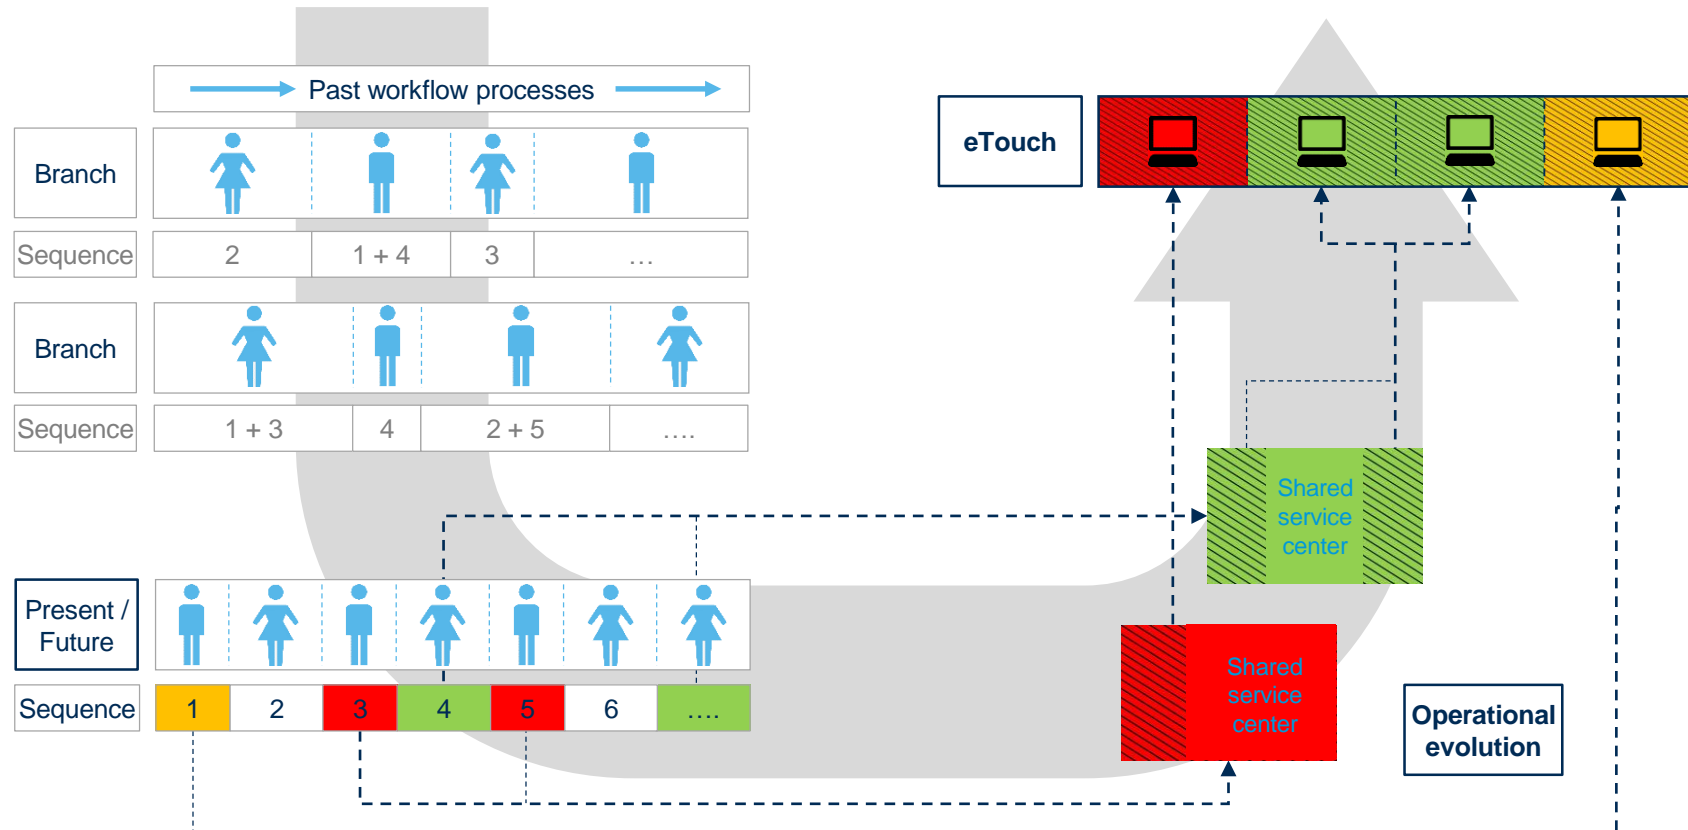 Past workflow processes
Branch
Sequence
2
1 + 4
3
…
Branch
Sequence
1 + 3
4
2 + 5
….
Present /
Future
Sequence
1
2
3
4
5
6
….
eTouch
Shared
service
center
Shared
service
center
Operational
evolution